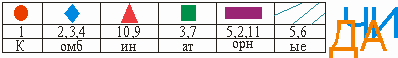 1 2,3,4 10,9 3,7 5,2,11 5,6
К омб ин ат орн ые
НИ
ДА